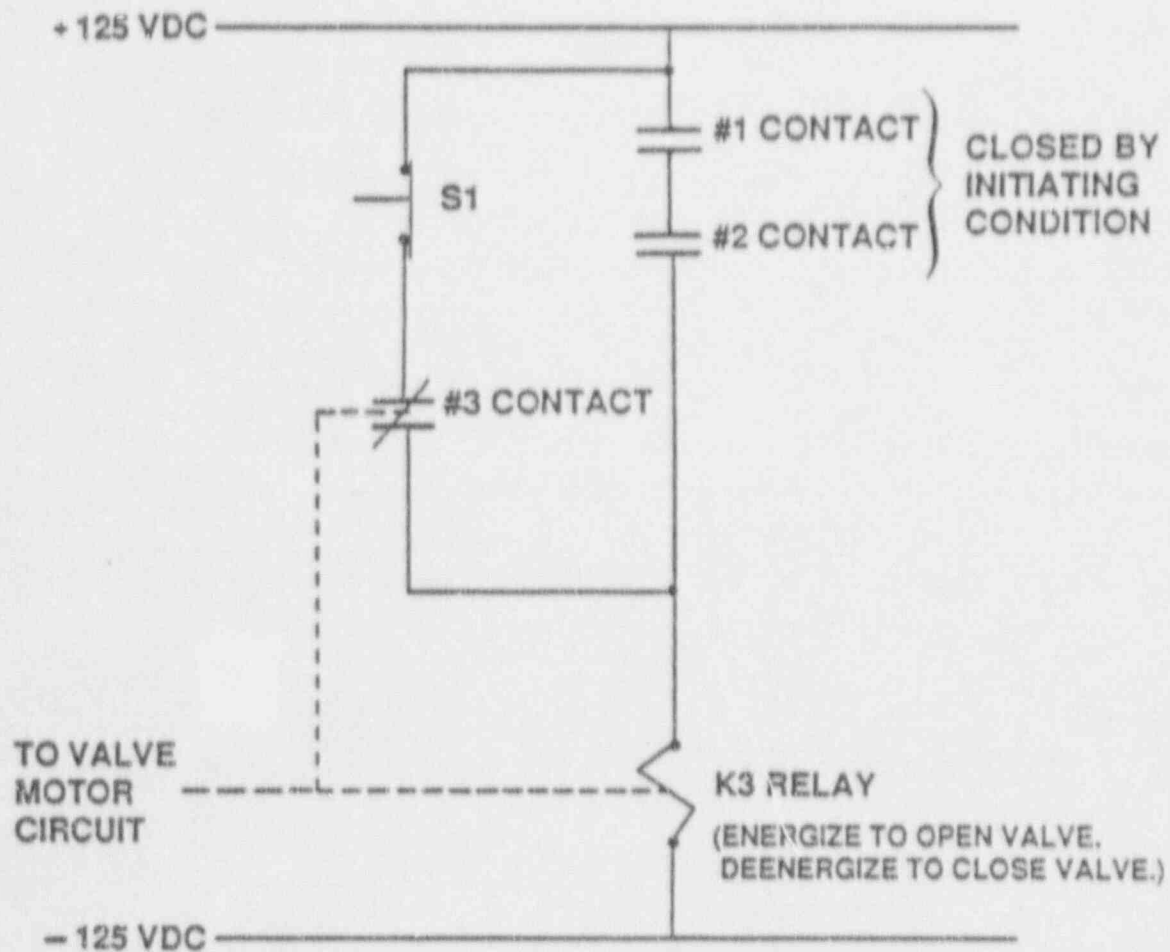 + 125 VDC
#1 CONTACT
CLOSED BY
INITIATING
CONDITION
S1
#2 CONTACT
#3 CONTACT
TO VALVE
MOTOR
CIRCUIT
K3 RELAY
(ENERGIZE TO OPEN VALVE.
DEENERGIZE TO CLOSE VALVE.)
– 125 VDC